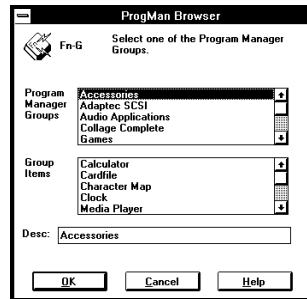 ProgMan Browser
Fn-G
Select one of the Program Manager Groups.
Program Manager Groups
Accessories
Adaptec SCSI
Audio Applications
Collage Complete
Games
Group Items
Calculator
Cardfile
Character Map
Clock
Media Player
Desc: Accessories
OK Cancel Help